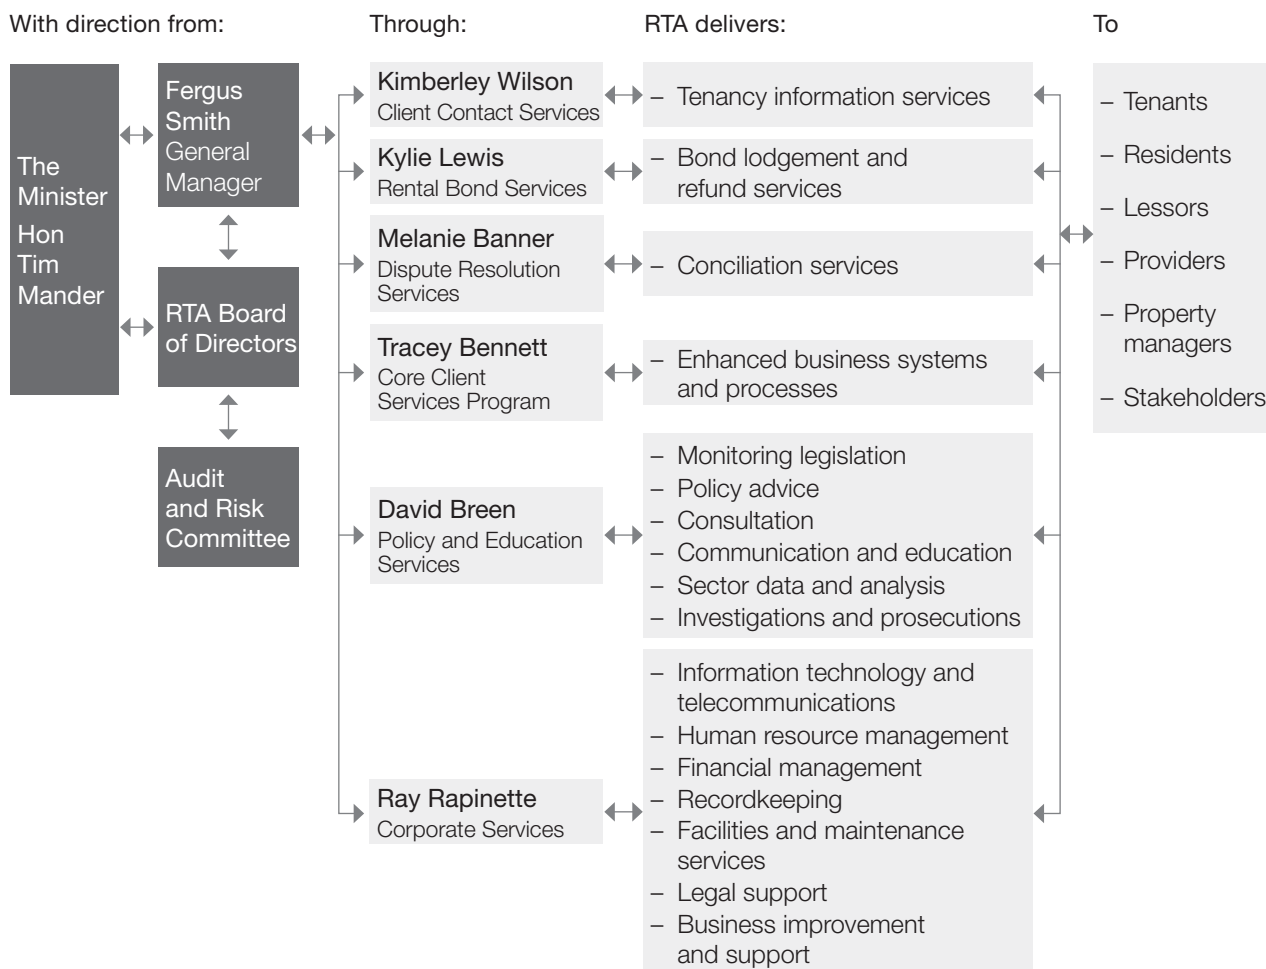 With direction from:
Through:
RTA delivers:
To
The
Minister
Hon
Tim
Mander
Fergus
Smith
General
Manager
RTA Board
of Directors
Audit
and Risk
Committee
Kimberley Wilson
Client Contact Services
Kylie Lewis
Rental Bond Services
Melanie Banner
Dispute Resolution
Services
Tracey Bennett
Core Client
Services Program
David Breen
Policy and Education
Services
Ray Rapinette
Corporate Services
– Tenancy information services
– Bond lodgement and
refund services
– Conciliation services
– Enhanced business systems
and processes
– Monitoring legislation
– Policy advice
– Consultation
– Communication and education
– Sector data and analysis
– Investigations and prosecutions
– Information technology and
telecommunications
– Human resource management
– Financial management
– Recordkeeping
– Facilities and maintenance
services
– Legal support
– Business improvement
and support
– Tenants
– Residents
– Lessors
– Providers
– Property
managers
– Stakeholders